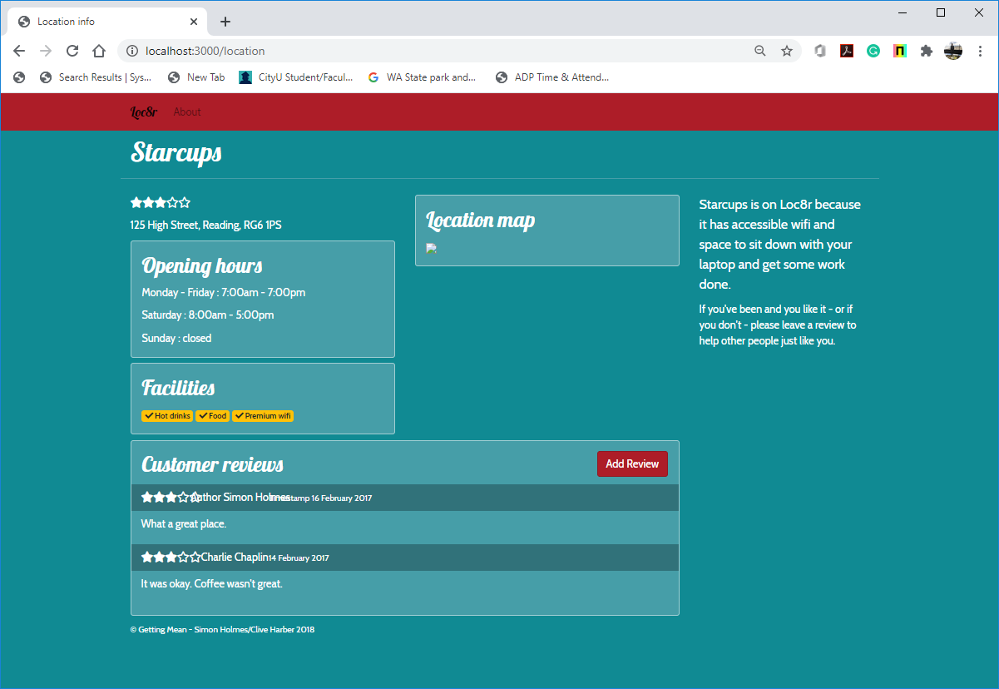 Location info
localhost:3000/location
Search Results | Sys...
New Tab
CityU Student/Facul...
WA State park and...
ADP Time & Attend...
Loc8r
About
Starcups
125 High Street, Reading, RG6 1PS
Opening hours
Monday - Friday : 7:00am - 7:00pm
Saturday : 8:00am - 5:00pm
Sunday : closed
Facilities
Hot drinks
Food
Premium wifi
Location map
Starcups is on Loc8r because
it has accessible wifi and
space to sit down with your
laptop and get some work
done.
If you've been and you like it - or if
you don't - please leave a review to
help other people just like you.
Customer reviews
Add Review
Author Simon Holmes
Timestamp 16 February 2017
What a great place.
Charlie Chaplin
14 February 2017
It was okay. Coffee wasn't great.
© Getting Mean - Simon Holmes/Clive Harber 2018